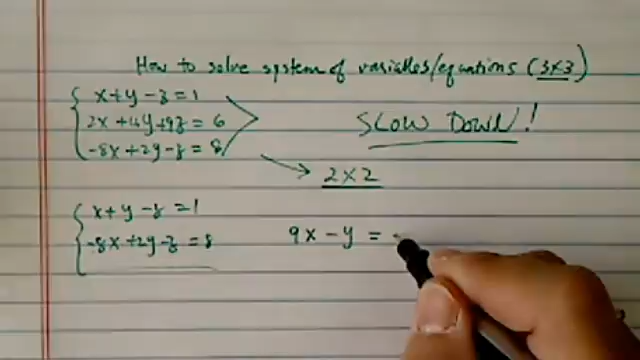 How to solve system of variables/equations (3x3)
x+y-z=1
2x+4y+9z=6
-8x+2y-z=8
SLOW DOWN!
2x2
x+y-z=1
-8x+2y-z=8
9x-y=